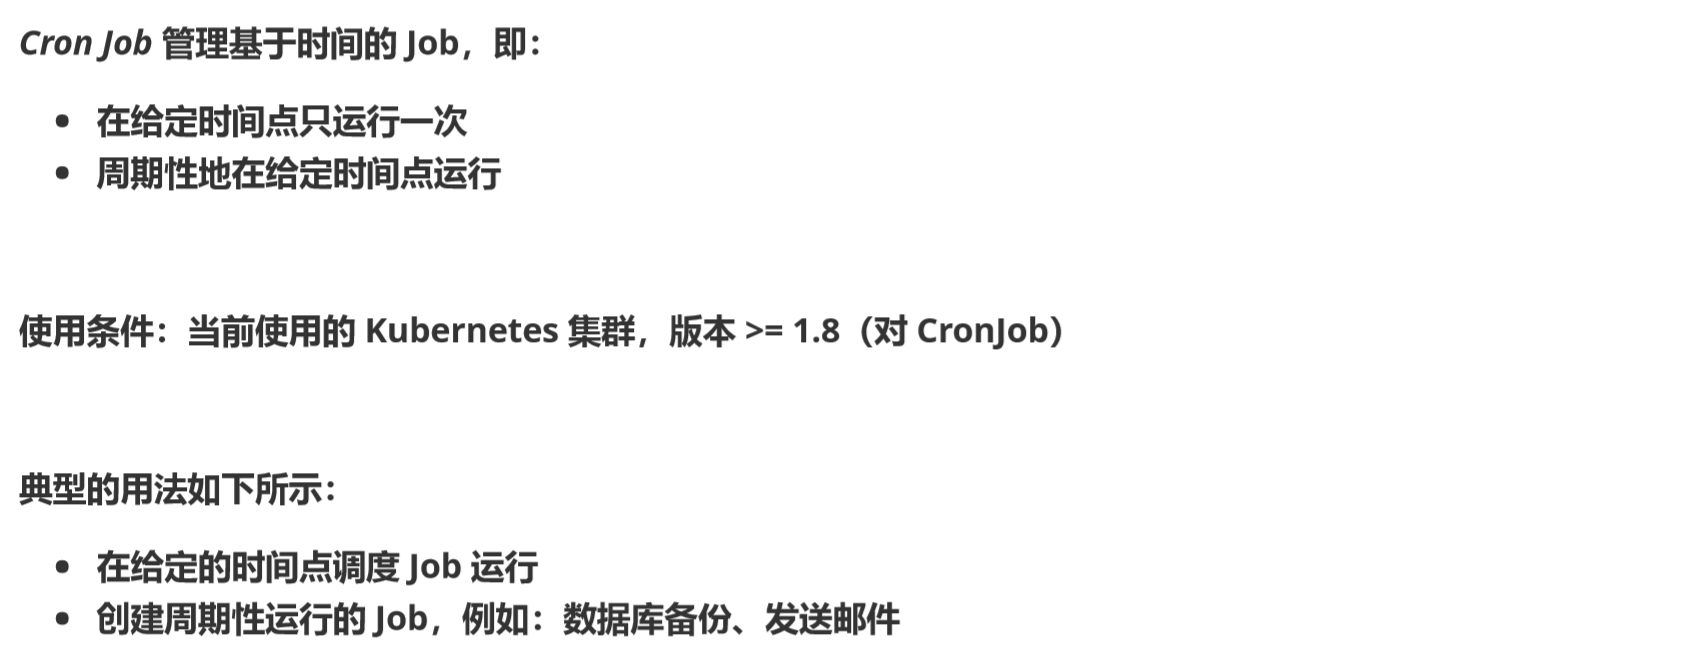 Cron Job 管理基于时间的 Job，即：
• 在给定时间点只运行一次
• 周期性地在给定时间点运行
使用条件：当前使用的 Kubernetes 集群，版本 >= 1.8（对 CronJob）
典型的用法如下所示：
• 在给定的时间点调度 Job 运行
• 创建周期性运行的 Job，例如：数据库备份、发送邮件